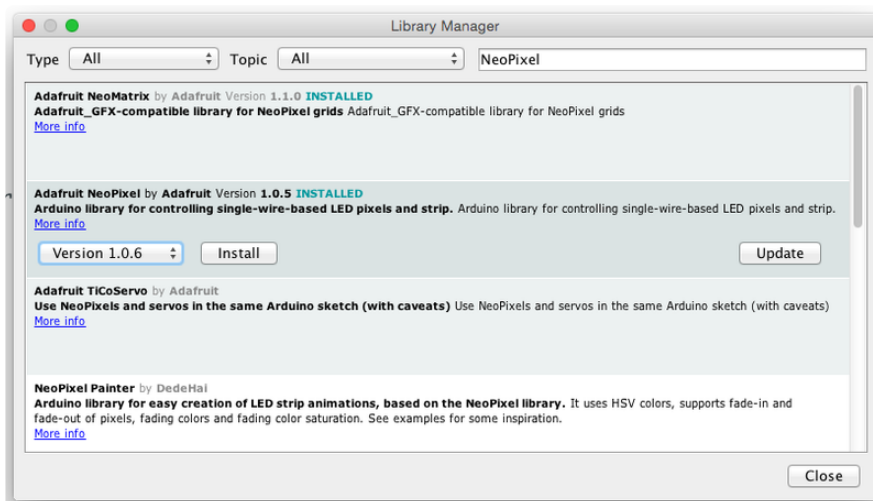 Library Manager
Type All Topic All NeoPixel
Adafruit NeoMatrix by Adafruit Version 1.1.0 INSTALLED
Adafruit_GFX-compatible library for NeoPixel grids Adafruit_GFX-compatible library for NeoPixel grids
More info
Adafruit NeoPixel by Adafruit Version 1.0.5 INSTALLED
Arduino library for controlling single-wire-based LED pixels and strip. Arduino library for controlling single-wire-based LED pixels and strip.
More info
Version 1.0.6 Install Update
Adafruit TiCoServo by Adafruit
Use NeoPixels and servos in the same Arduino sketch (with caveats) Use NeoPixels and servos in the same Arduino sketch (with caveats)
More info
NeoPixel Painter by DedeHai
Arduino library for easy creation of LED strip animations, based on the NeoPixel library. It uses HSV colors, supports fade-in and
fade-out of pixels, fading colors and fading color saturation. See examples for some inspiration.
More info
Close